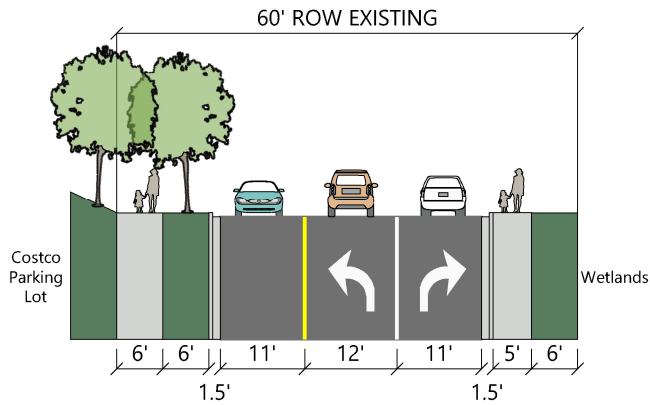 60' ROW EXISTING
Costco
Parking
Lot
Wetlands
6' 6' 11' 12' 11' 5' 6'
1.5' 1.5'